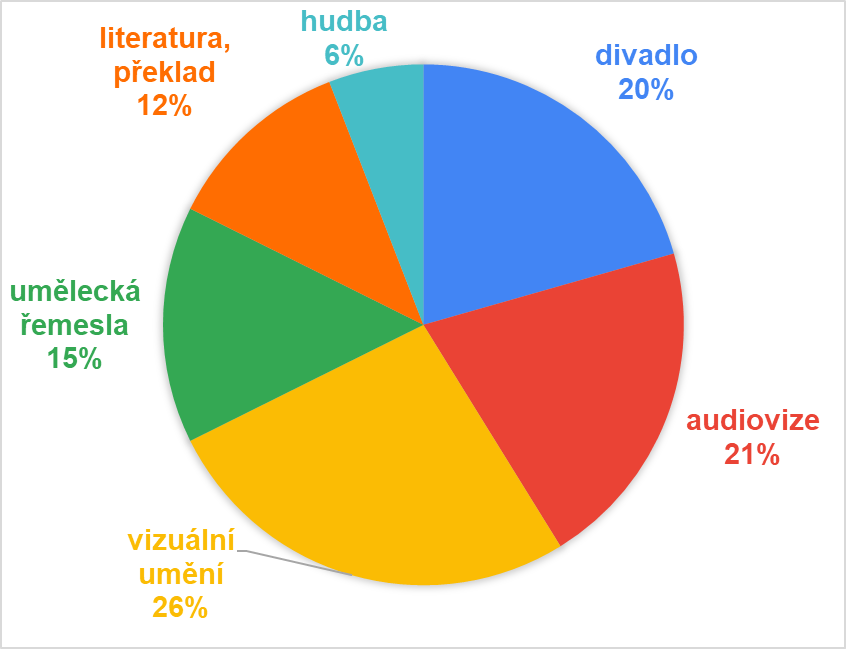 hudba
6%
literatura,
překlad
12%
divadlo
20%
umělecká
řemesla
15%
audiovize
21%
vizuální
umění
26%